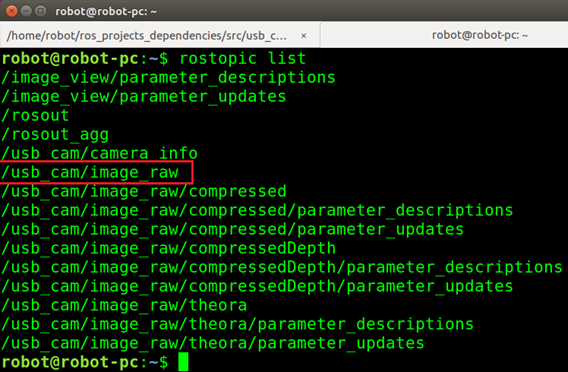 robot@robot-pc: ~
/home/robot/ros_projects_dependencies/src/usb_c... × robot@robot-pc: ~
robot@robot-pc:~$ rostopic list
/image_view/parameter_descriptions
/image_view/parameter_updates
/rosout
/rosout_agg
/usb_cam/camera_info
/usb_cam/image_raw
/usb_cam/image_raw/compressed
/usb_cam/image_raw/compressed/parameter_descriptions
/usb_cam/image_raw/compressed/parameter_updates
/usb_cam/image_raw/compressedDepth
/usb_cam/image_raw/compressedDepth/parameter_descriptions
/usb_cam/image_raw/compressedDepth/parameter_updates
/usb_cam/image_raw/theora
/usb_cam/image_raw/theora/parameter_descriptions
/usb_cam/image_raw/theora/parameter_updates
robot@robot-pc:~$